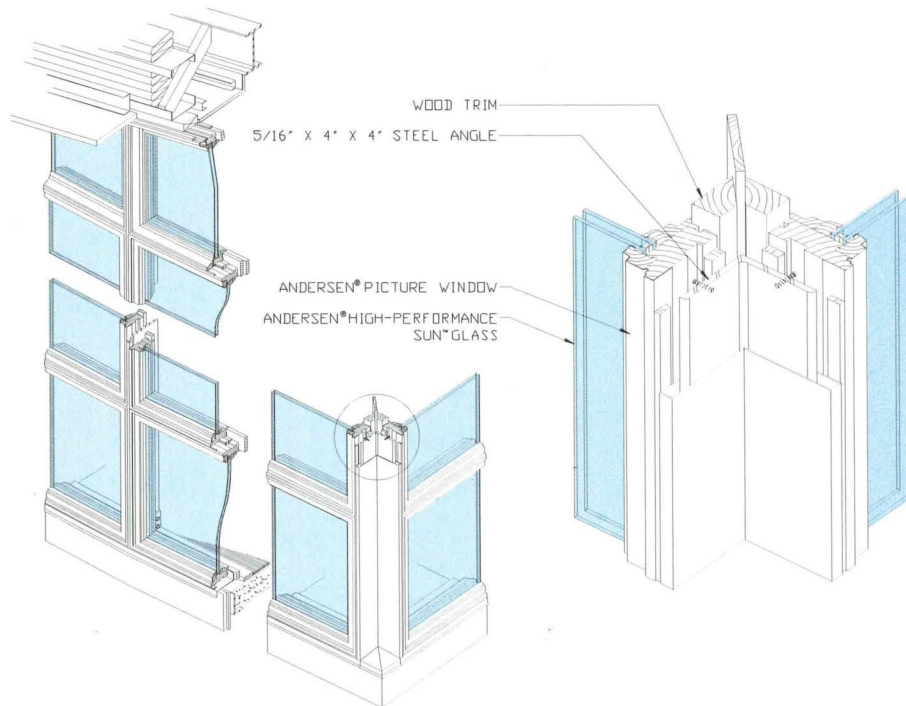 WOOD TRIM
5/16" X 4" X 4" STEEL ANGLE
ANDERSEN® PICTURE WINDOW
ANDERSEN® HIGH-PERFORMANCE
SUN™ GLASS